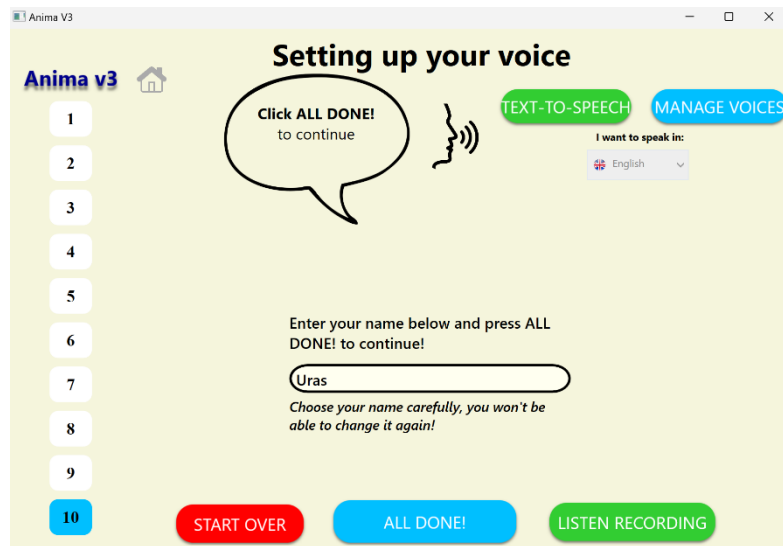 Anima V3
Setting up your voice
Anima v3
Click ALL DONE!
to continue
TEXT-TO-SPEECH
MANAGE VOICES
I want to speak in:
English
1
2
3
4
5
6
7
8
9
10
Enter your name below and press ALL
DONE! to continue!
Uras
Choose your name carefully, you won't be
able to change it again!
START OVER
ALL DONE!
LISTEN RECORDING